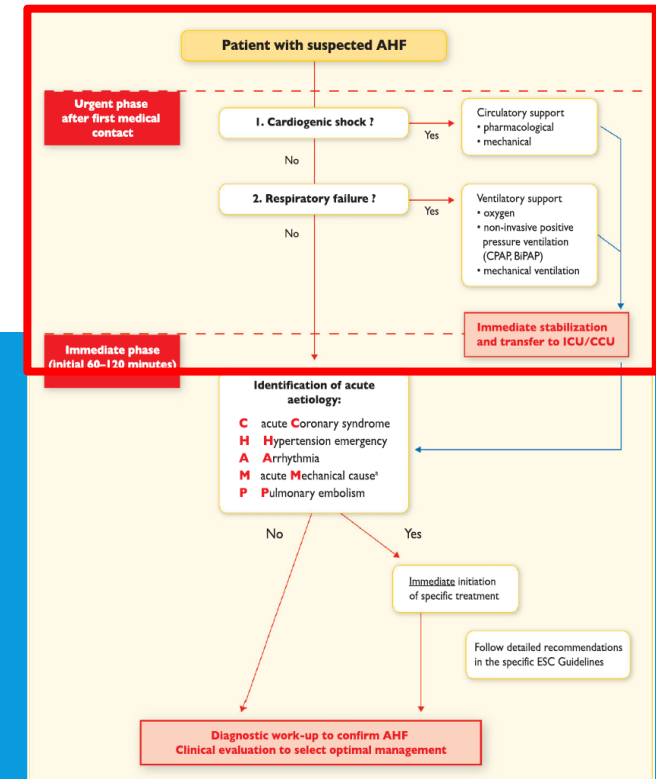 Patient with suspected AHF
Urgent phase
after first medical
contact
1. Cardiogenic shock ?
Yes
No
Circulatory support
• pharmacological
• mechanical
2. Respiratory failure ?
Yes
No
Ventilatory support
• oxygen
• non-invasive positive
pressure ventilation
(CPAP, BiPAP)
• mechanical ventilation
Immediate stabilization
and transfer to ICU/CCU
Immediate phase
(initial 60–120 minutes)
Identification of acute
aetiology:
C acute Coronary syndrome
H Hypertension emergency
A Arrhythmia
M acute Mechanical causeᵃ
P Pulmonary embolism
No
Yes
Immediate initiation
of specific treatment
Follow detailed recommendations
in the specific ESC Guidelines
Diagnostic work-up to confirm AHF
Clinical evaluation to select optimal management